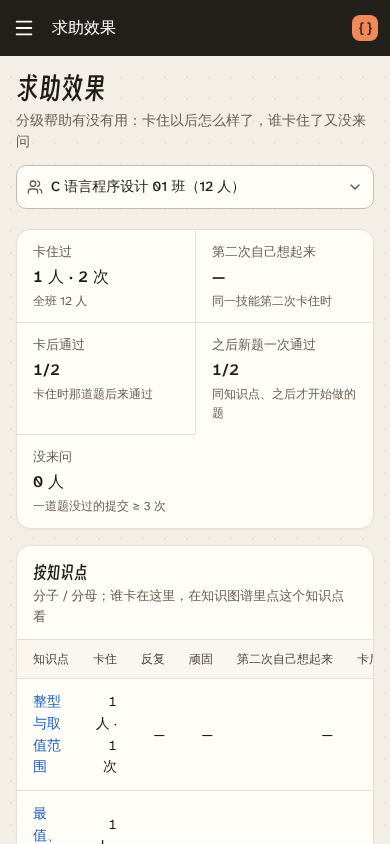 求助效果
{ }
求助效果
分级帮助有没有用：卡住以后怎么样了，谁卡住了又没来
问
C 语言程序设计 01 班（12 人）
卡住过
1 人 · 2 次
全班 12 人
第二次自己想起来
—
同一技能第二次卡住时
卡后通过
1/2
卡住时那道题后来通过
之后新题一次通过
1/2
同知识点、之后才开始做的
题
没来问
0 人
一道题没过的提交 ≥ 3 次
按知识点
分子 / 分母；谁卡在这里，在知识图谱里点这个知识点
看
知识点 卡住 反复 顽固 第二次自己想起来
整型
与取
值范
围
1
人 ·
1
次
— — —
最
值、
1